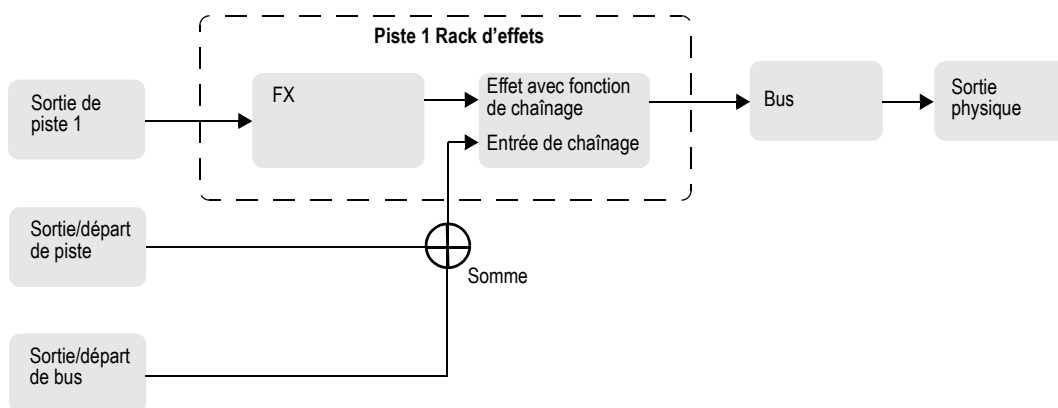 Piste 1 Rack d’effets
Sortie de
piste 1
FX
Effet avec fonction
de chaînage
Entrée de chaînage
Bus
Sortie
physique
Sortie/départ
de piste
Somme
Sortie/départ
de bus